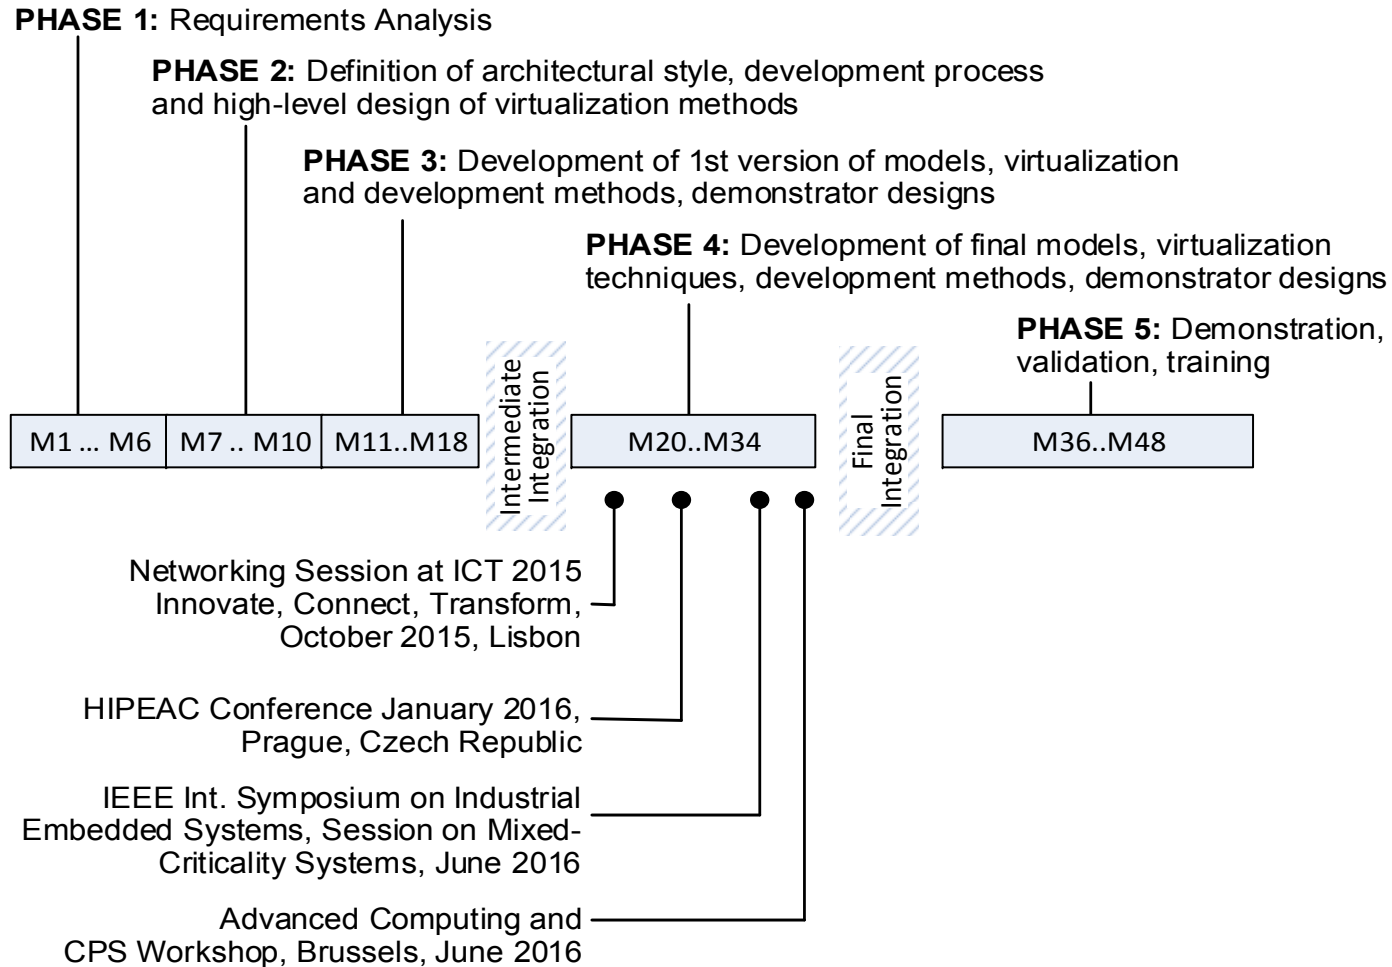 PHASE 1: Requirements Analysis
PHASE 2: Definition of architectural style, development process
and high-level design of virtualization methods
PHASE 3: Development of 1st version of models, virtualization
and development methods, demonstrator designs
PHASE 4: Development of final models, virtualization
techniques, development methods, demonstrator designs
PHASE 5: Demonstration,
validation, training
M1 ... M6
M7 .. M10
M11..M18
Intermediate
Integration
M20..M34
Final
Integration
M36..M48
Networking Session at ICT 2015
Innovate, Connect, Transform,
October 2015, Lisbon
HIPEAC Conference January 2016,
Prague, Czech Republic
IEEE Int. Symposium on Industrial
Embedded Systems, Session on Mixed-
Criticality Systems, June 2016
Advanced Computing and
CPS Workshop, Brussels, June 2016